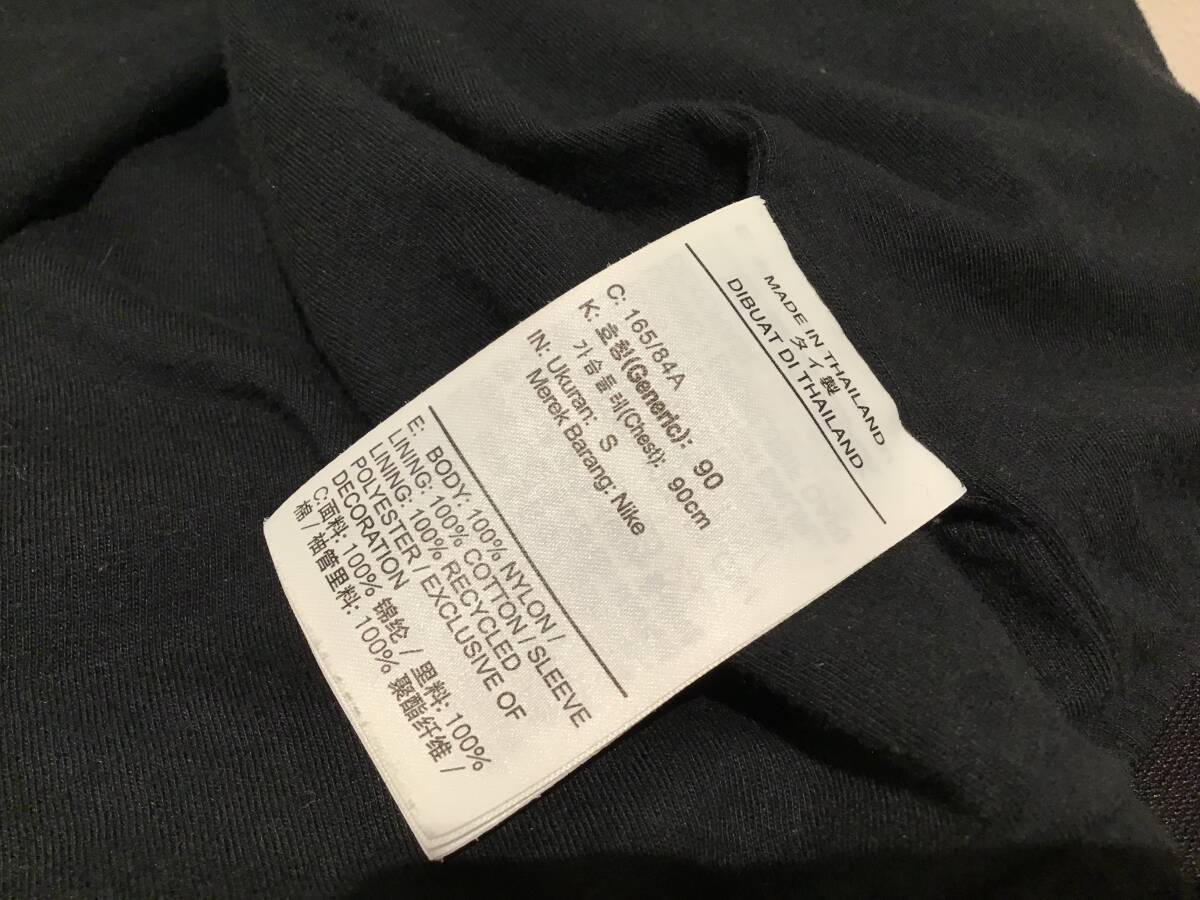 MADE IN THAILAND
タイ製
DIBUAT DI THAILAND
C: 165/84A
K: 호칭(Generic): 90
가슴둘레(Chest): 90cm
IN: Ukuran: S
Merek Barang: Nike
E: BODY: 100% NYLON /
LINING: 100% COTTON / SLEEVE
LINING: 100% RECYCLED
POLYESTER / EXCLUSIVE OF
DECORATION
C:面料: 100% 锦纶 / 里料: 100%
棉 / 袖管里料: 100% 聚酯纤维 /